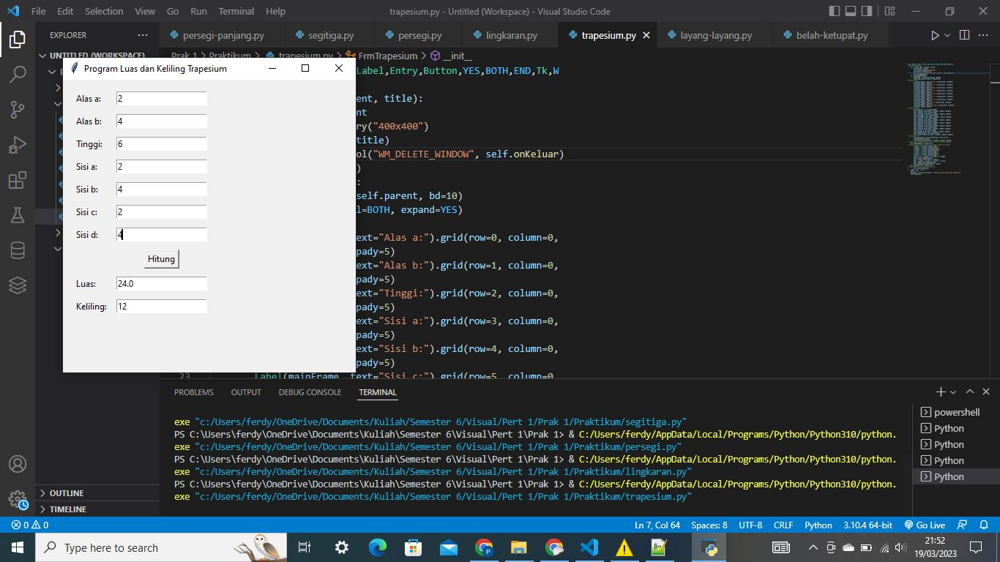 File Edit Selection View Go Run Terminal Help
trapesium.py - Untitled (Workspace) - Visual Studio Code
EXPLORER
persegi-panjang.py segitiga.py persegi.py lingkaran.py trapesium.py layang-layang.py belah-ketupat.py
UNTITLED (WORKSPACE)
Prak 1 > Praktikum > trapesium.py > FrmTrapesium > __init__
Program Luas dan Keliling Trapesium
Alas a: 2
Alas b: 4
Tinggi: 6
Sisi a: 2
Sisi b: 4
Sisi c: 2
Sisi d: 4
Hitung
Luas: 24.0
Keliling: 12
Label,Entry,Button,YES,BOTH,END,Tk,W
ent, title):
nt
ry("400x400")
title)
ol("WM_DELETE_WINDOW", self.onKeluar)
)
:
self.parent, bd=10)
l=BOTH, expand=YES)
ext="Alas a:").grid(row=0, column=0,
pady=5)
ext="Alas b:").grid(row=1, column=0,
pady=5)
ext="Tinggi:").grid(row=2, column=0,
pady=5)
ext="Sisi a:").grid(row=3, column=0,
pady=5)
ext="Sisi b:").grid(row=4, column=0,
pady=5)
23 Label(mainFrame, text="Sisi c:").grid(row=5, column=0,
PROBLEMS OUTPUT DEBUG CONSOLE TERMINAL
exe "c:/Users/ferdy/OneDrive/Documents/Kuliah/Semester 6/Visual/Pert 1/Prak 1/Praktikum/segitiga.py"
PS C:\Users\ferdy\OneDrive\Documents\Kuliah\Semester 6\Visual\Pert 1\Prak 1> & C:/Users/ferdy/AppData/Local/Programs/Python/Python310/python.
exe "c:/Users/ferdy/OneDrive/Documents/Kuliah/Semester 6/Visual/Pert 1/Prak 1/Praktikum/persegi.py"
PS C:\Users\ferdy\OneDrive\Documents\Kuliah\Semester 6\Visual\Pert 1\Prak 1> & C:/Users/ferdy/AppData/Local/Programs/Python/Python310/python.
exe "c:/Users/ferdy/OneDrive/Documents/Kuliah/Semester 6/Visual/Pert 1/Prak 1/Praktikum/lingkaran.py"
PS C:\Users\ferdy\OneDrive\Documents\Kuliah\Semester 6\Visual\Pert 1\Prak 1> & C:/Users/ferdy/AppData/Local/Programs/Python/Python310/python.
exe "c:/Users/ferdy/OneDrive/Documents/Kuliah/Semester 6/Visual/Pert 1/Prak 1/Praktikum/trapesium.py"
powershell
Python
Python
Python
Python
OUTLINE
TIMELINE
0 0
Ln 7, Col 64 Spaces: 8 UTF-8 CRLF Python 3.10.4 64-bit Go Live
Type here to search
21:52
19/03/2023